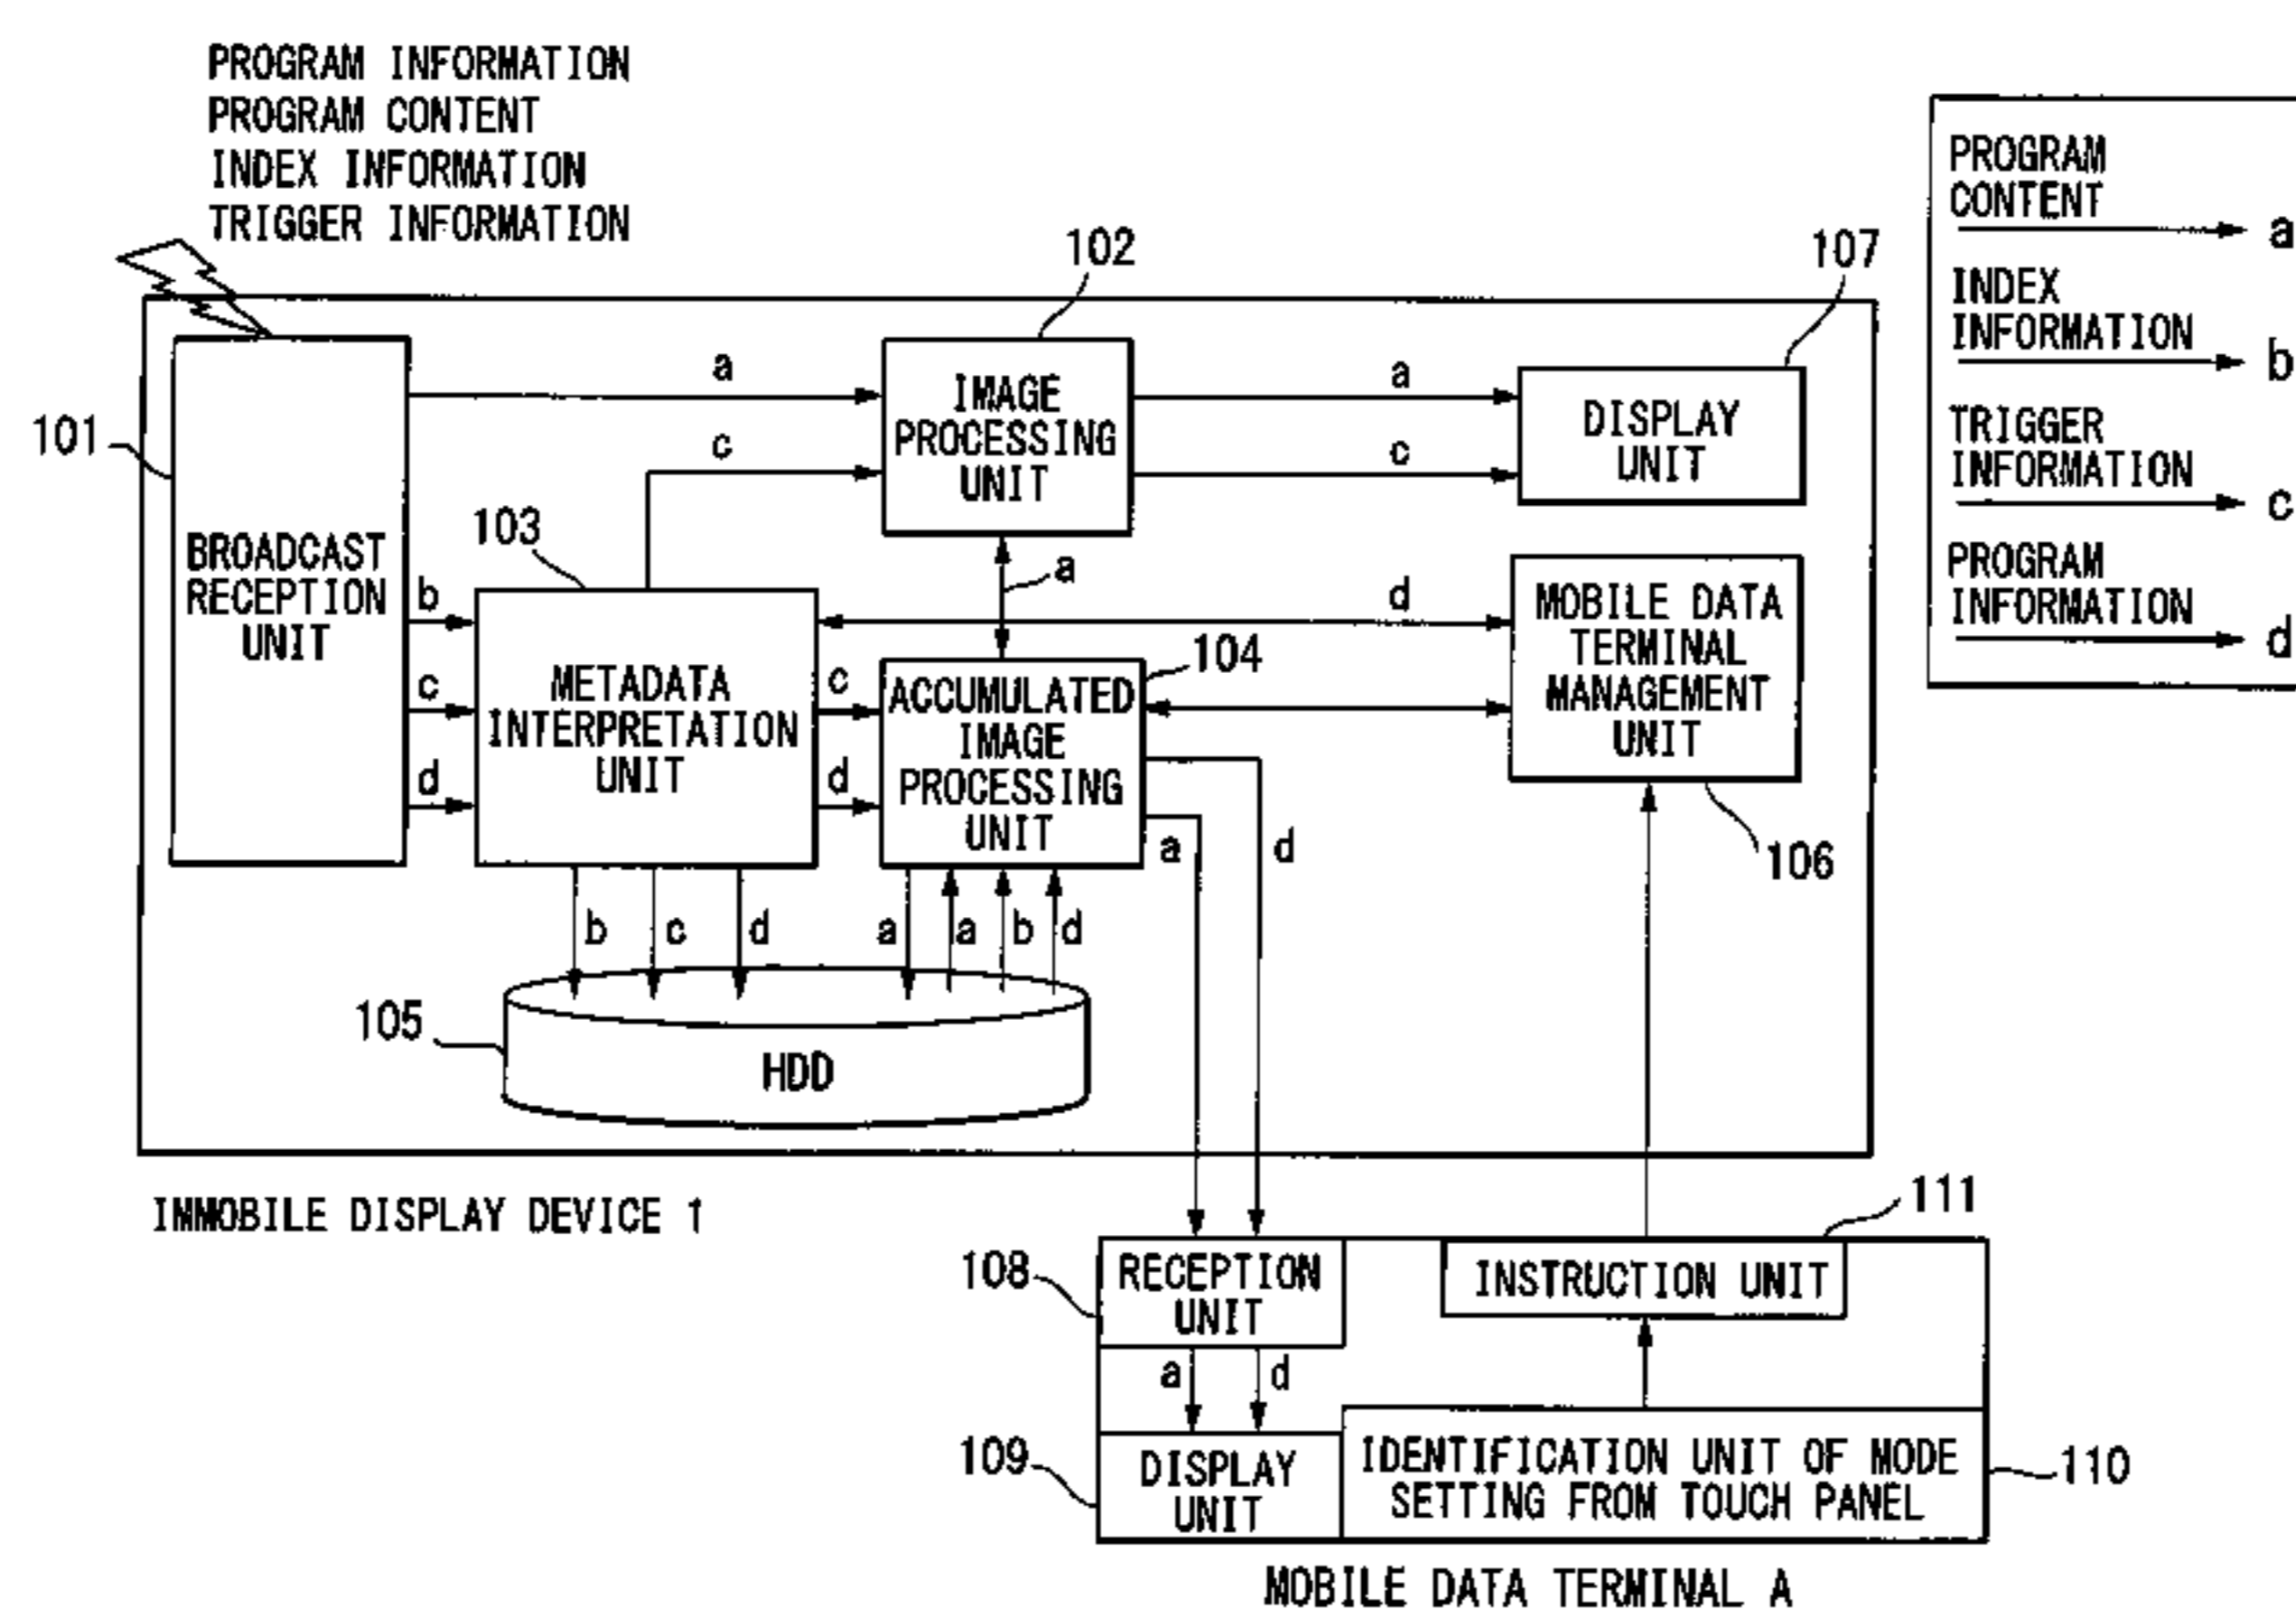 PROGRAM INFORMATION
PROGRAM CONTENT
INDEX INFORMATION
TRIGGER INFORMATION
102
107
PROGRAM
CONTENT
a
INDEX
INFORMATION
b
TRIGGER
INFORMATION
c
PROGRAM
INFORMATION
d
101
BROADCAST
RECEPTION
UNIT
a
c
IMAGE
PROCESSING
UNIT
a
c
DISPLAY
UNIT
103
b
c
d
METADATA
INTERPRETATION
UNIT
a
d
c
d
104
ACCUMULATED
IMAGE
PROCESSING
UNIT
MOBILE DATA
TERMINAL
MANAGEMENT
UNIT
106
a
d
b
c
d
a
a
b
d
105
HDD
IMMOBILE DISPLAY DEVICE 1
111
108
RECEPTION
UNIT
INSTRUCTION UNIT
a
d
109
DISPLAY
UNIT
IDENTIFICATION UNIT OF MODE
SETTING FROM TOUCH PANEL
110
MOBILE DATA TERMINAL A